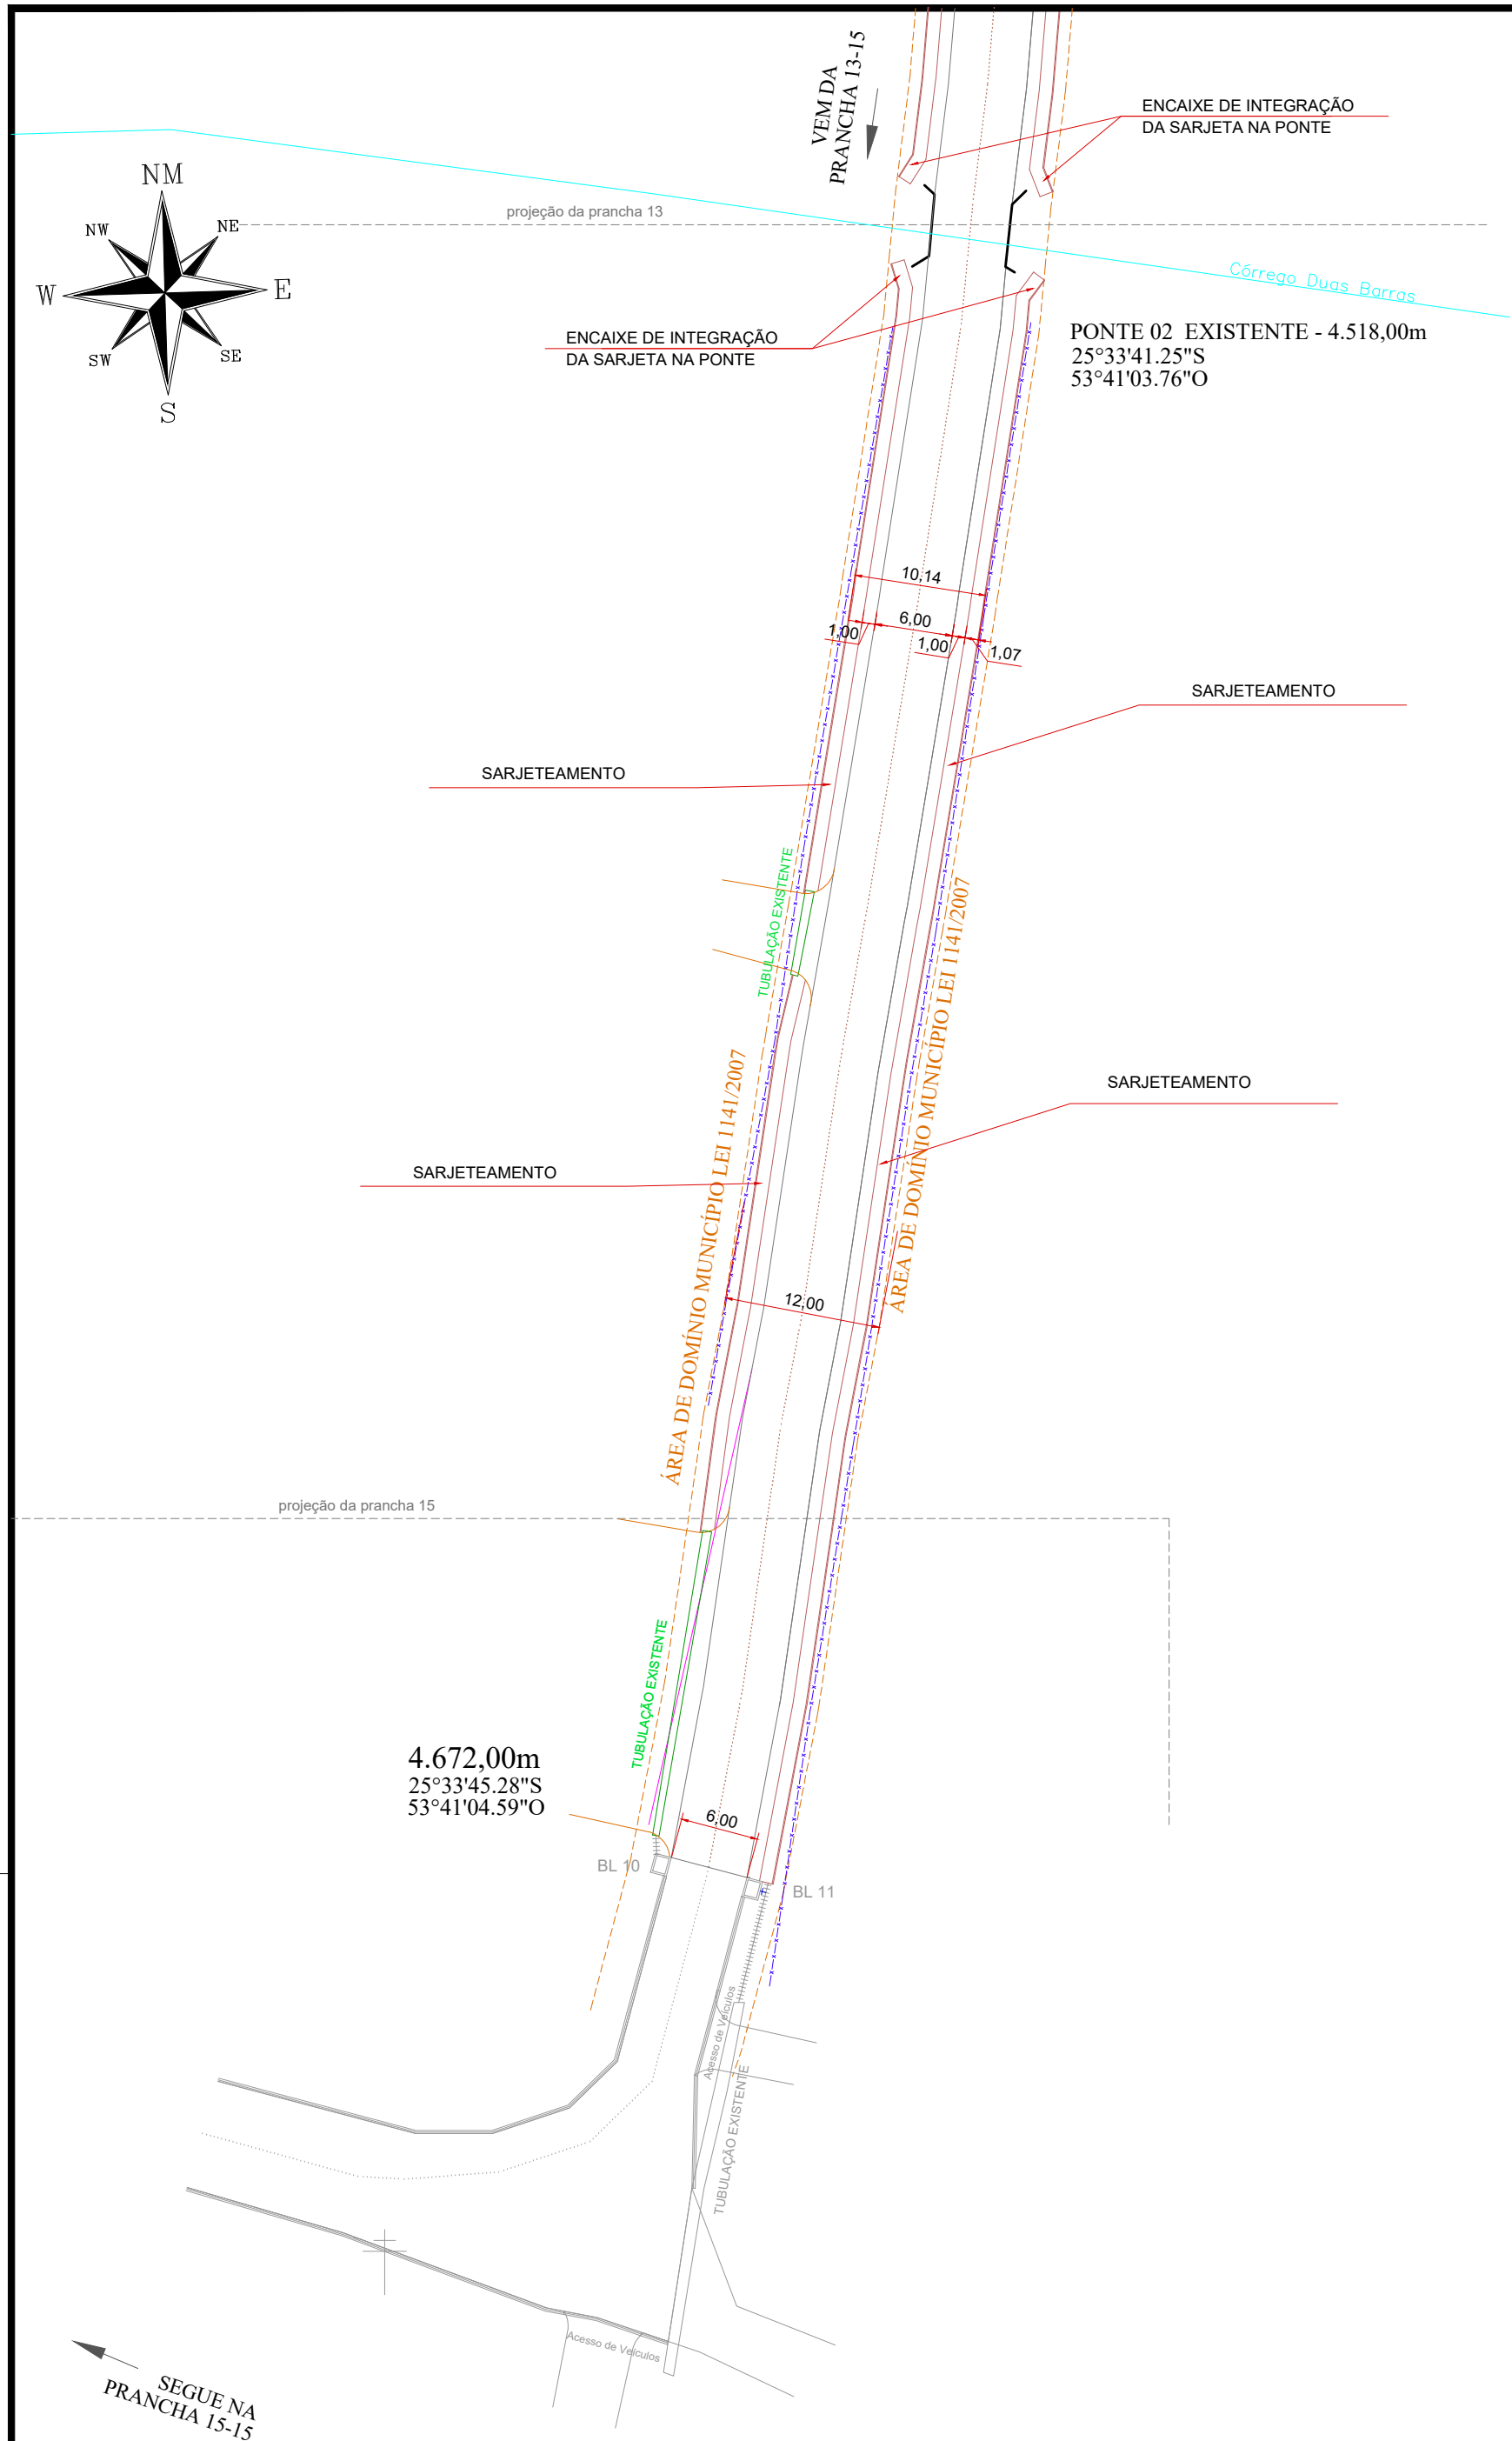 VEM DA
PRANCHA 13-15
ENCAIXE DE INTEGRAÇÃO
DA SARJETA NA PONTE
NM
NW
NE
W
E
SW
SE
S
projeção da prancha 13
Córrego Duas Barras
ENCAIXE DE INTEGRAÇÃO
DA SARJETA NA PONTE
PONTE 02 EXISTENTE - 4.518,00m
25°33'41.25"S
53°41'03.76"O
10,14
6,00
1,00
1,00
1,07
SARJETEAMENTO
SARJETEAMENTO
TUBULAÇÃO EXISTENTE
ÁREA DE DOMÍNIO MUNICÍPIO LEI 1141/2007
ÁREA DE DOMÍNIO MUNICÍPIO LEI 1141/2007
SARJETEAMENTO
SARJETEAMENTO
12,00
projeção da prancha 15
TUBULAÇÃO EXISTENTE
4.672,00m
25°33'45.28"S
53°41'04.59"O
6,00
BL 10
BL 11
Acesso de Veículos
TUBULAÇÃO EXISTENTE
Acesso de Veículos
SEGUE NA
PRANCHA 15-15